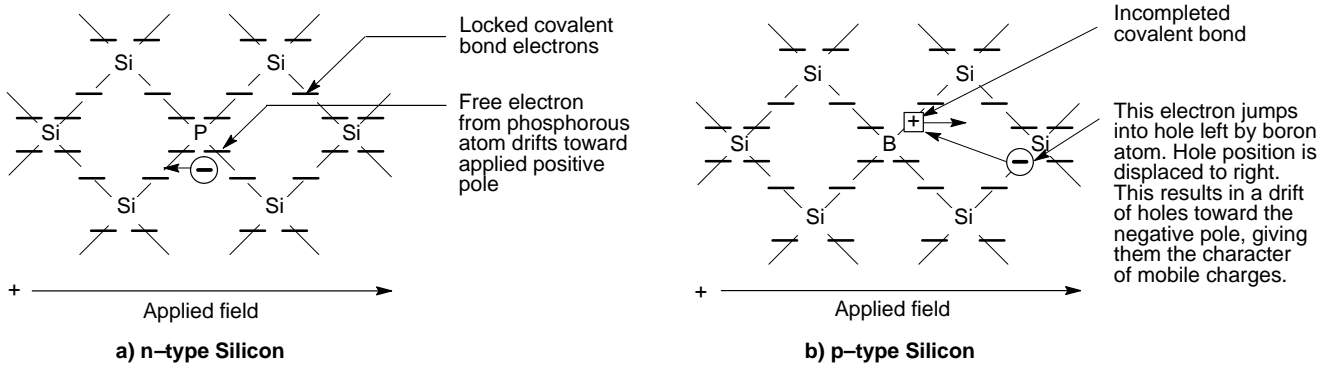 Locked covalent
bond electrons
Free electron
from phosphorous
atom drifts toward
applied positive
pole
Si Si
Si P Si
Si Si
+
Applied field
a) n–type Silicon
Incompleted
covalent bond
This electron jumps
into hole left by boron
atom. Hole position is
displaced to right.
This results in a drift
of holes toward the
negative pole, giving
them the character
of mobile charges.
Si Si
+
Si B Si
−
Si Si
+
Applied field
b) p–type Silicon